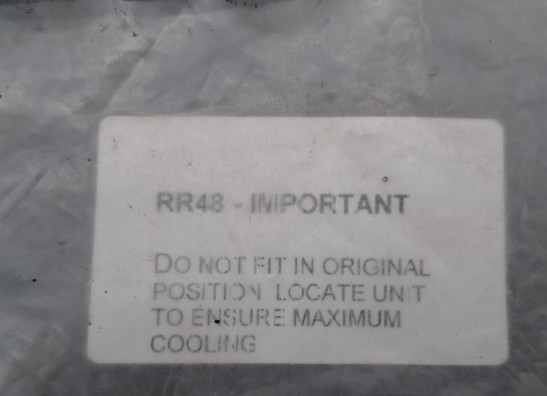 RR48 - IMPORTANT
DO NOT FIT IN ORIGINAL
POSITION LOCATE UNIT
TO ENSURE MAXIMUM
COOLING